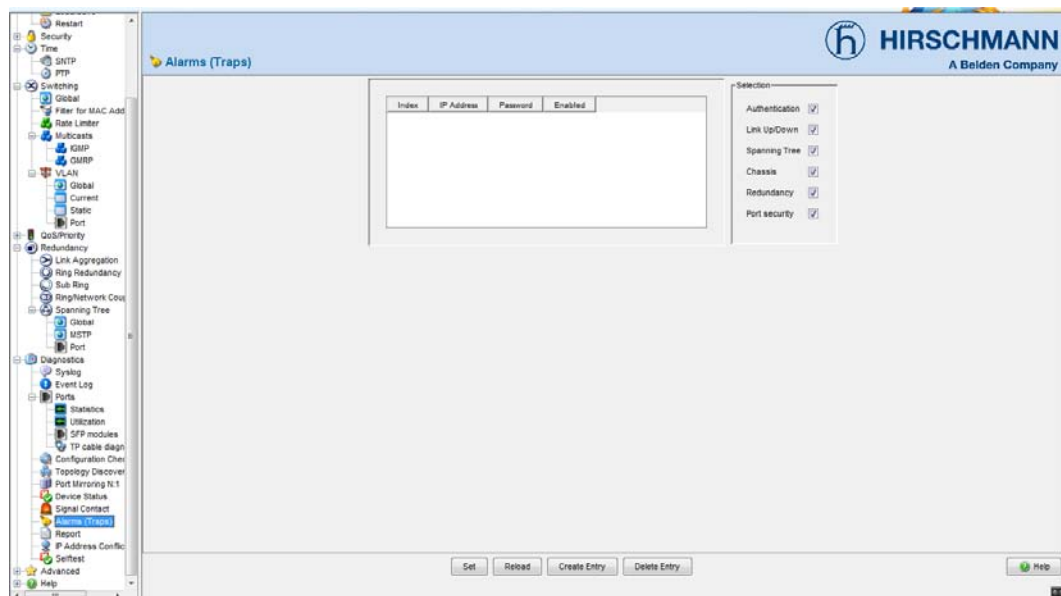 Restart
Security
Time
SNTP
PTP
Switching
Global
Filter for MAC Add
Rate Limiter
Multicasts
IGMP
GMRP
VLAN
Global
Current
Static
Port
QoS/Priority
Redundancy
Link Aggregation
Ring Redundancy
Sub Ring
Ring/Network Coup
Spanning Tree
Global
MSTP
Port
Diagnostics
Syslog
Event Log
Ports
Statistics
Utilization
SFP modules
TP cable diagn
Configuration Chec
Topology Discover
Port Mirroring N:1
Device Status
Signal Contact
Alarms (Traps)
Report
IP Address Conflic
Selftest
Advanced
Help
Alarms (Traps)
HIRSCHMANN
A Belden Company
Index IP Address Password Enabled
Selection
Authentication
Link Up/Down
Spanning Tree
Chassis
Redundancy
Port security
Set Reload Create Entry Delete Entry Help